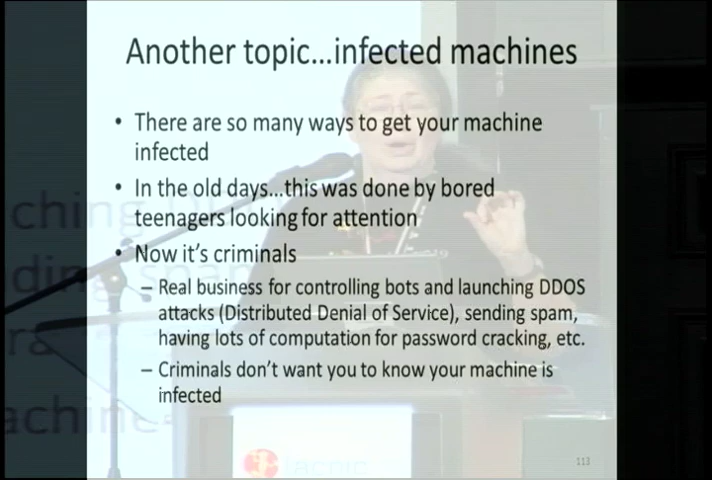 Another topic...infected machines
• There are so many ways to get your machine
infected
• In the old days...this was done by bored
teenagers looking for attention
• Now it's criminals
– Real business for controlling bots and launching DDOS
attacks (Distributed Denial of Service), sending spam,
having lots of computation for password cracking, etc.
– Criminals don't want you to know your machine is
infected
113